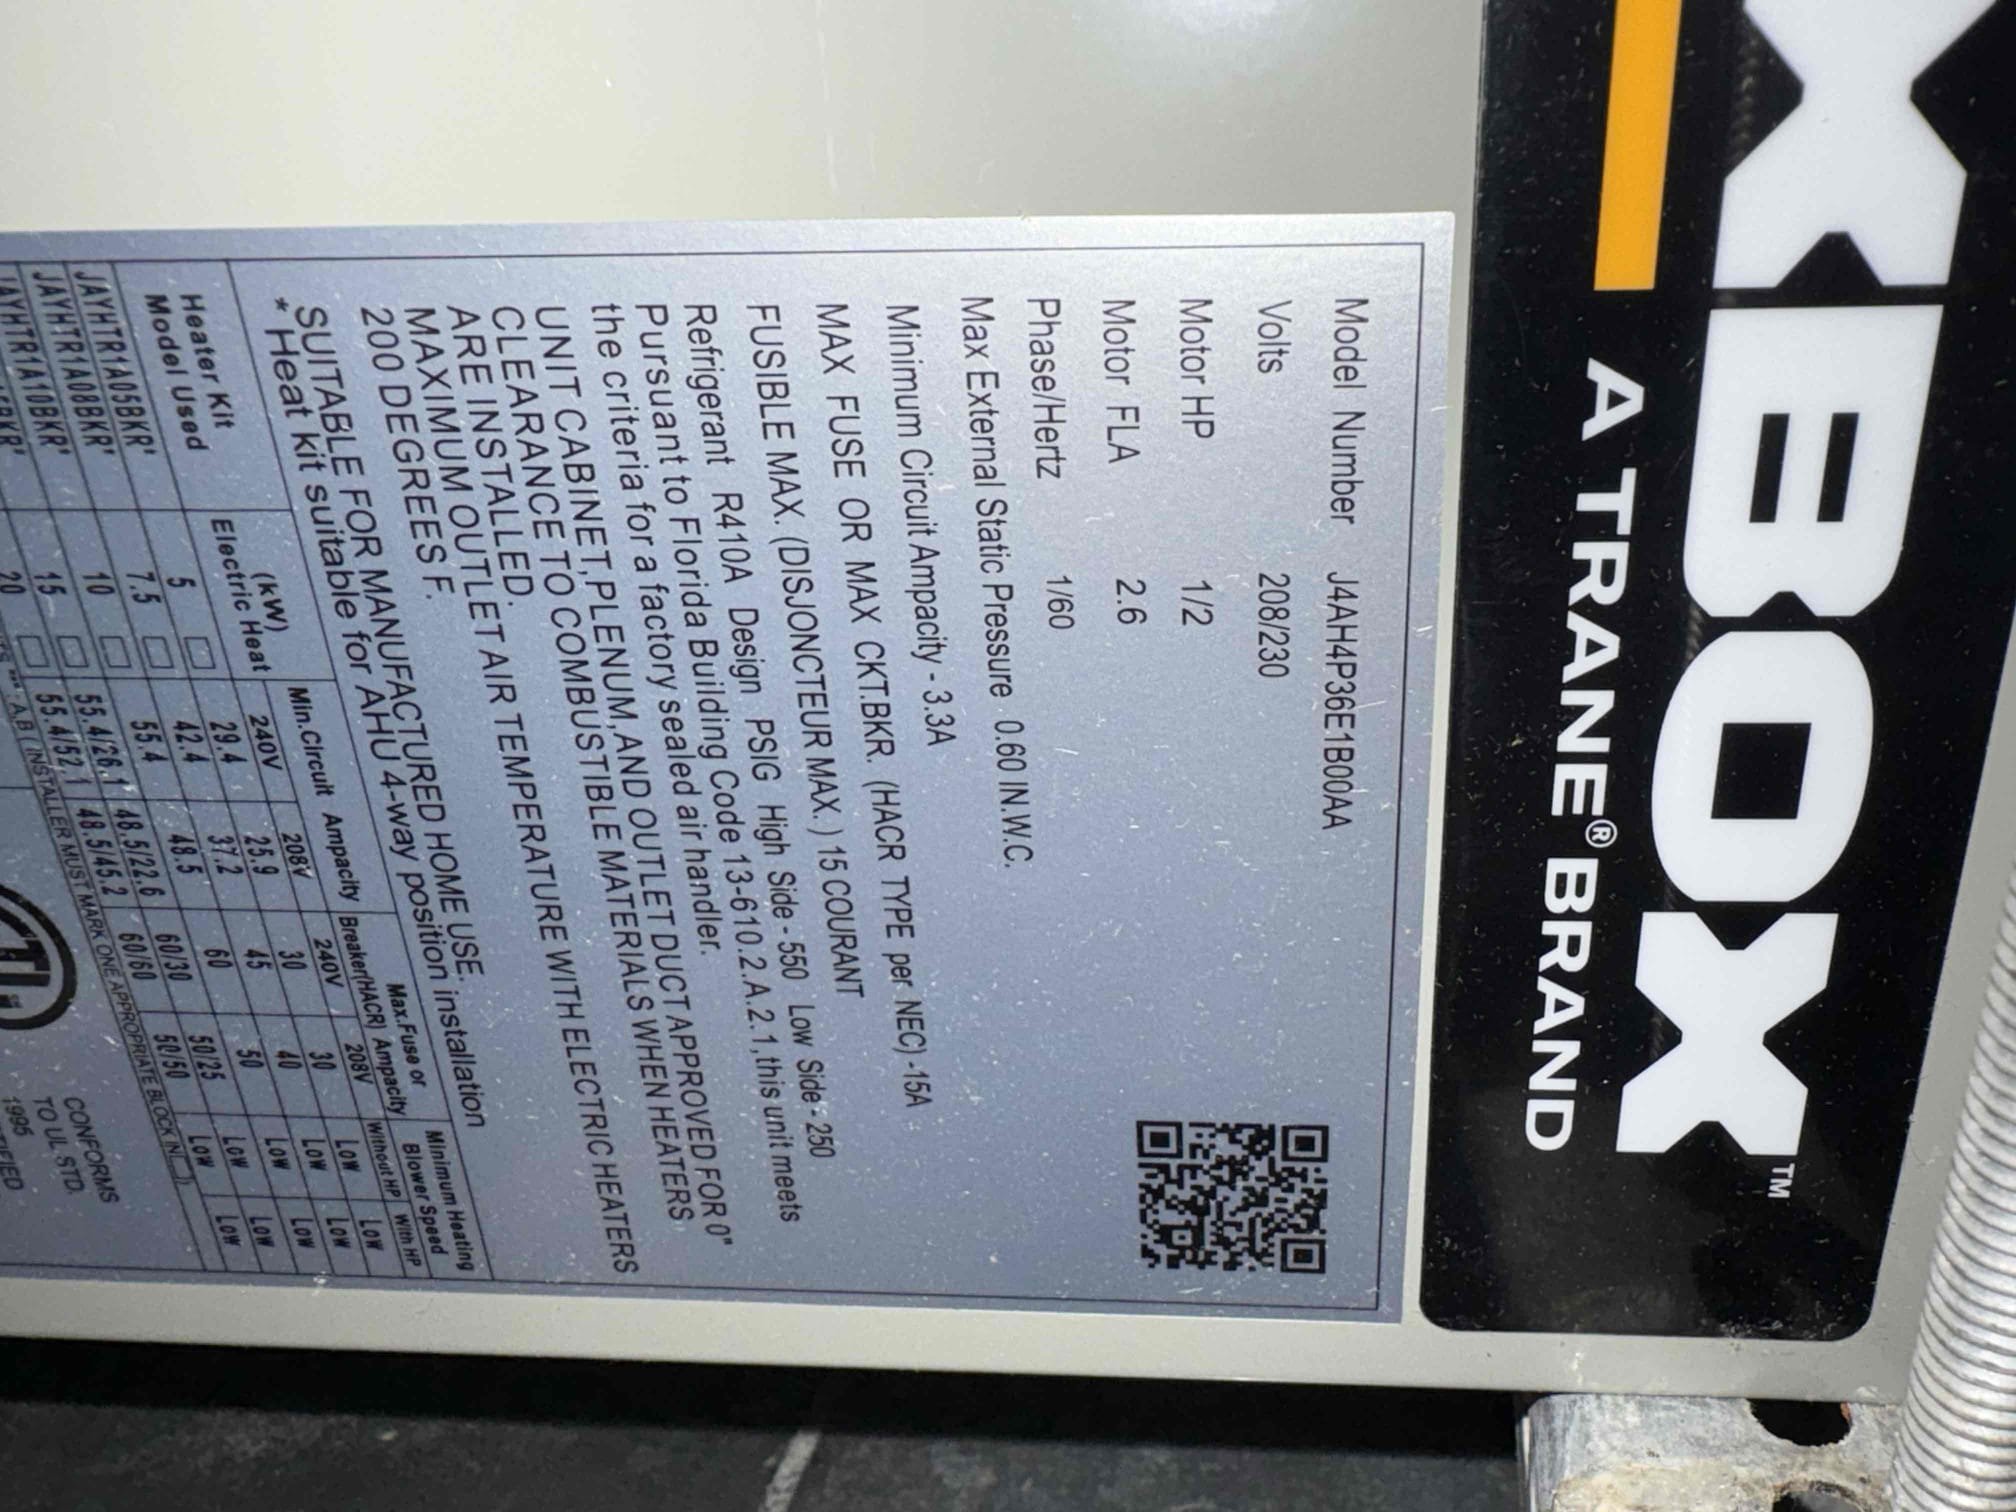 XBOX™
A TRANE® BRAND
Model Number J4AH4P36E1B00AA
Volts 208/230
Motor HP 1/2
Motor FLA 2.6
Phase/Hertz 1/60
Max External Static Pressure 0.60 IN.W.C.
Minimum Circuit Ampacity - 3.3A
MAX FUSE OR MAX CKT.BKR. (HACR TYPE per NEC) -15A
FUSIBLE MAX. (DISJONCTEUR MAX.) 15 COURANT
Refrigerant R410A Design PSIG High Side - 550 Low Side - 250
Pursuant to Florida Building Code 13-610.2.A.2.1,this unit meets
the criteria for a factory sealed air handler.
UNIT CABINET,PLENUM,AND OUTLET DUCT APPROVED FOR 0"
CLEARANCE TO COMBUSTIBLE MATERIALS WHEN HEATERS
ARE INSTALLED.
MAXIMUM OUTLET AIR TEMPERATURE WITH ELECTRIC HEATERS
200 DEGREES F.
SUITABLE FOR MANUFACTURED HOME USE.
* Heat kit suitable for AHU 4-way position installation
Heater Kit Model Used Electric Heat (kW) Min.Circuit Ampacity Max.Fuse or Breaker(HACR) Ampacity Minimum Heating Blower Speed
240V 208V 240V 208V Without HP With HP
JAYHTR1A05BKR* 5 29.4 25.9 30 30 Low Low
JAYHTR1A08BKR* 7.5 42.4 37.2 45 40 Low Low
JAYHTR1A10BKR* 10 55.4 48.5 60 50 Low Low
15 55.4/26.1 48.5/22.6 60/30 50/25 Low Low
20 55.4/52.1 48.5/45.2 60/60 50/50 Low Low
INSTALLER MUST MARK ONE APPROPRIATE BLOCK IN
CONFORMS
TO UL STD.
1995